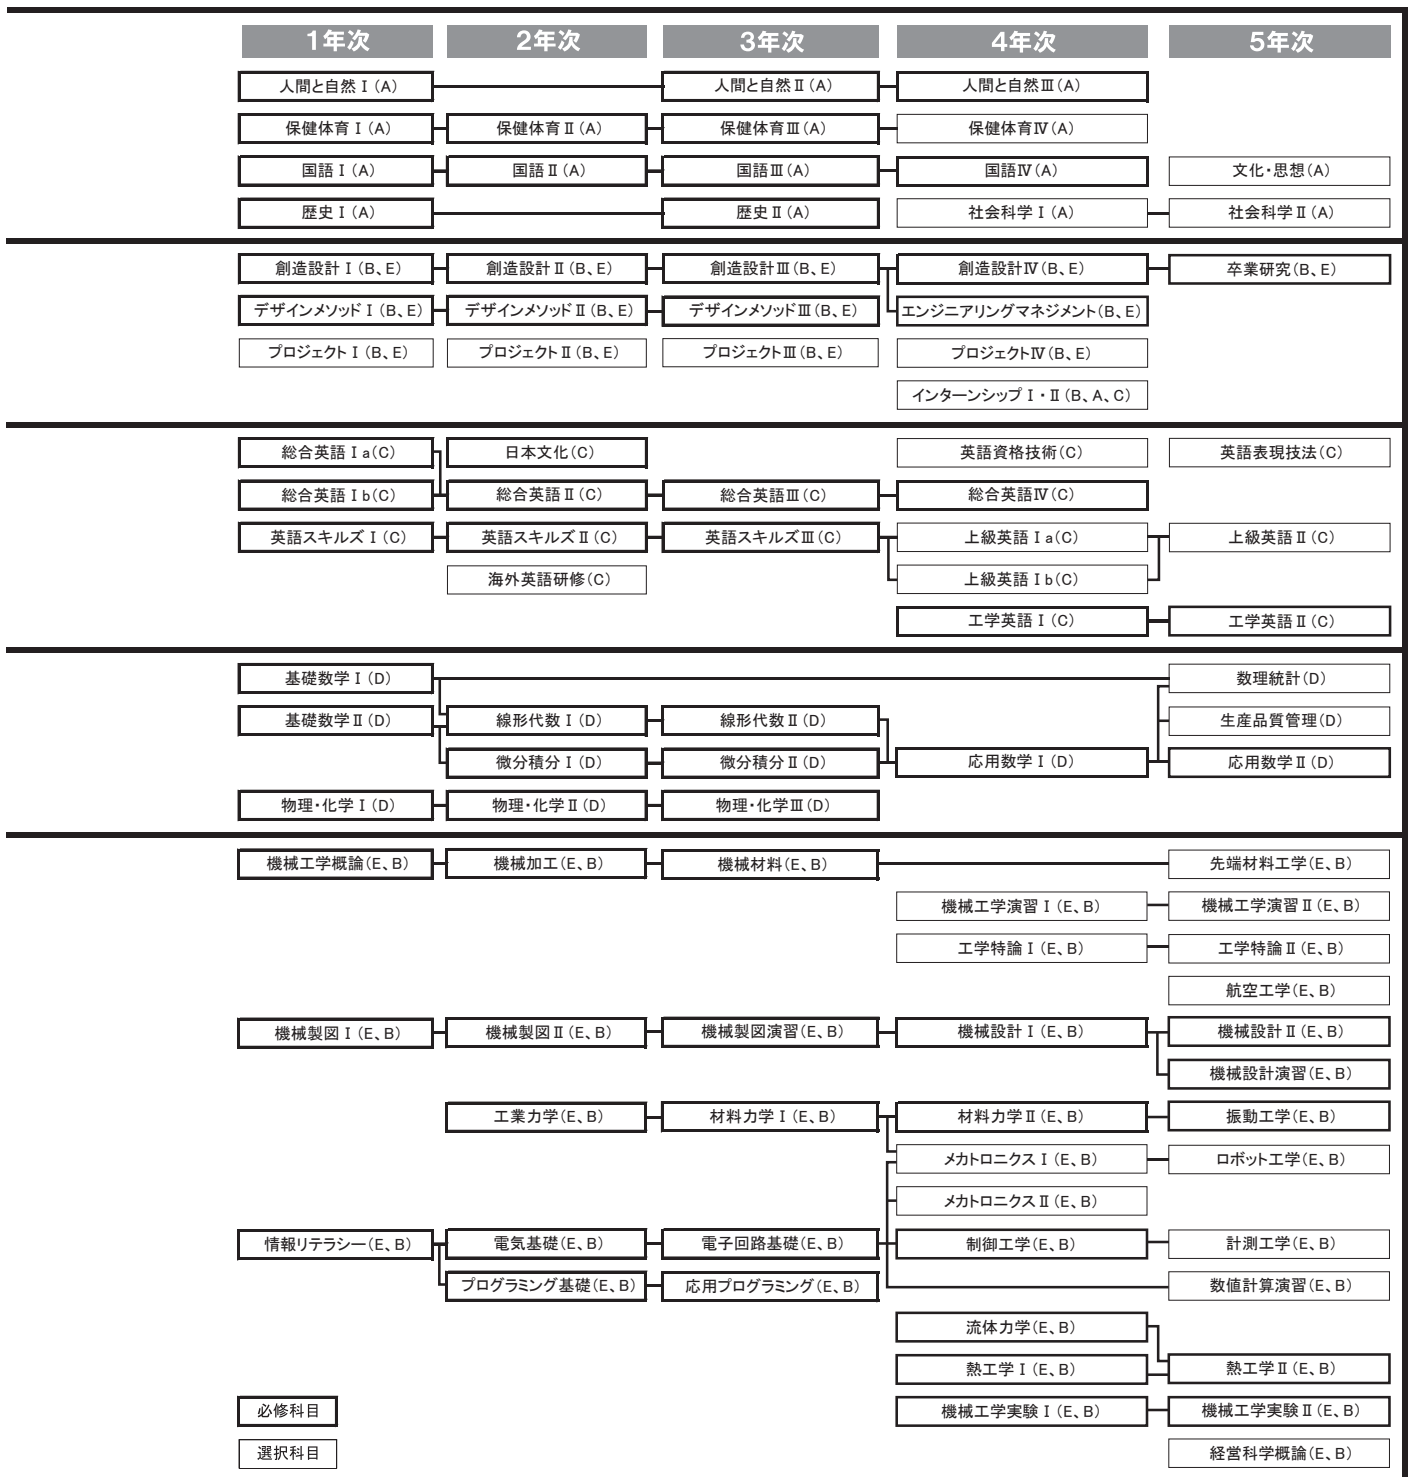 1年次 2年次 3年次 4年次 5年次
人間と自然Ⅰ(A) 人間と自然Ⅱ(A) 人間と自然Ⅲ(A)
保健体育Ⅰ(A) 保健体育Ⅱ(A) 保健体育Ⅲ(A) 保健体育Ⅳ(A)
国語Ⅰ(A) 国語Ⅱ(A) 国語Ⅲ(A) 国語Ⅳ(A) 文化・思想(A)
歴史Ⅰ(A) 歴史Ⅱ(A) 社会科学Ⅰ(A) 社会科学Ⅱ(A)
創造設計Ⅰ(B、E) 創造設計Ⅱ(B、E) 創造設計Ⅲ(B、E) 創造設計Ⅳ(B、E) 卒業研究(B、E)
デザインメソッドⅠ(B、E) デザインメソッドⅡ(B、E) デザインメソッドⅢ(B、E) エンジニアリングマネジメント(B、E)
プロジェクトⅠ(B、E) プロジェクトⅡ(B、E) プロジェクトⅢ(B、E) プロジェクトⅣ(B、E)
インターンシップⅠ・Ⅱ(B、A、C)
総合英語Ⅰa(C) 日本文化(C) 英語資格技術(C) 英語表現技法(C)
総合英語Ⅰb(C) 総合英語Ⅱ(C) 総合英語Ⅲ(C) 総合英語Ⅳ(C)
英語スキルズⅠ(C) 英語スキルズⅡ(C) 英語スキルズⅢ(C) 上級英語Ⅰa(C) 上級英語Ⅱ(C)
海外英語研修(C) 上級英語Ⅰb(C)
工学英語Ⅰ(C) 工学英語Ⅱ(C)
基礎数学Ⅰ(D) 数理統計(D)
基礎数学Ⅱ(D) 線形代数Ⅰ(D) 線形代数Ⅱ(D) 生産品質管理(D)
微分積分Ⅰ(D) 微分積分Ⅱ(D) 応用数学Ⅰ(D) 応用数学Ⅱ(D)
物理・化学Ⅰ(D) 物理・化学Ⅱ(D) 物理・化学Ⅲ(D)
機械工学概論(E、B) 機械加工(E、B) 機械材料(E、B) 先端材料工学(E、B)
機械工学演習Ⅰ(E、B) 機械工学演習Ⅱ(E、B)
工学特論Ⅰ(E、B) 工学特論Ⅱ(E、B)
航空工学(E、B)
機械製図Ⅰ(E、B) 機械製図Ⅱ(E、B) 機械製図演習(E、B) 機械設計Ⅰ(E、B) 機械設計Ⅱ(E、B)
機械設計演習(E、B)
工業力学(E、B) 材料力学Ⅰ(E、B) 材料力学Ⅱ(E、B) 振動工学(E、B)
メカトロニクスⅠ(E、B) ロボット工学(E、B)
メカトロニクスⅡ(E、B)
情報リテラシー(E、B) 電気基礎(E、B) 電子回路基礎(E、B) 制御工学(E、B) 計測工学(E、B)
プログラミング基礎(E、B) 応用プログラミング(E、B) 数値計算演習(E、B)
流体力学(E、B)
熱工学Ⅰ(E、B) 熱工学Ⅱ(E、B)
必修科目 機械工学実験Ⅰ(E、B) 機械工学実験Ⅱ(E、B)
選択科目 経営科学概論(E、B)